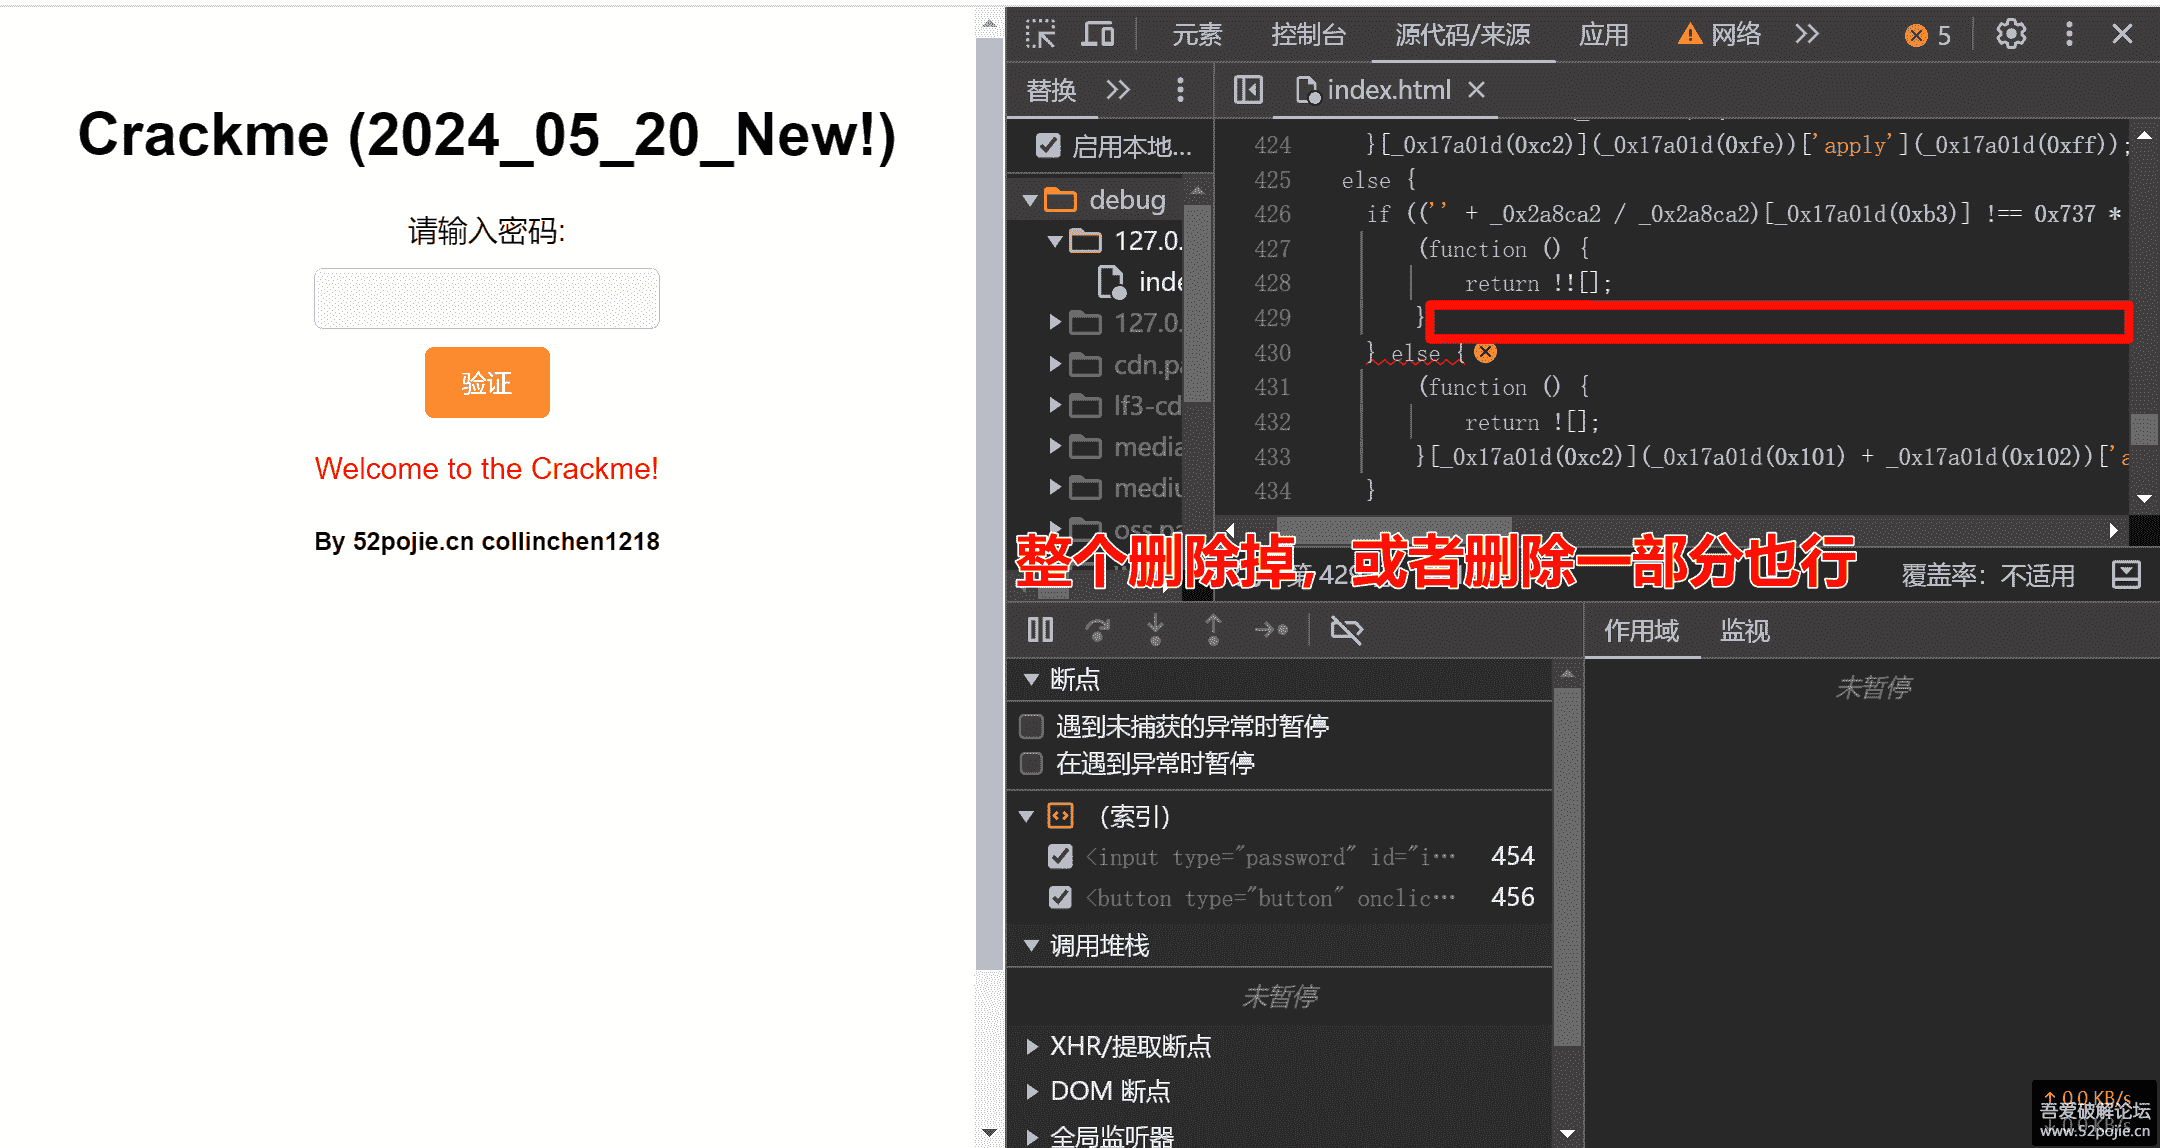 Crackme (2024_05_20_New!)
请输入密码:
验证
Welcome to the Crackme!
By 52pojie.cn collinchen1218
元素 控制台 源代码/来源 应用 网络 5
替换 index.html
启用本地...
debug
127.0.
inde
127.0.
cdn.pa
lf3-cd
media
mediu
oss.pa
424 }[_0x17a01d(0xc2)](_0x17a01d(0xfe))['apply'](_0x17a01d(0xff));
425 else {
426 if (('' + _0x2a8ca2 / _0x2a8ca2)[_0x17a01d(0xb3)] !== 0x737 *
427 (function () {
428 return !![];
429 }
430 } else {
431 (function () {
432 return ![];
433 }[_0x17a01d(0xc2)](_0x17a01d(0x101) + _0x17a01d(0x102))['a
434 }
整个删除掉，或者删除一部分也行
第 429
覆盖率：不适用
作用域 监视
未暂停
断点
遇到未捕获的异常时暂停
在遇到异常时暂停
(索引)
<input type="password" id="i… 454
<button type="button" onclic… 456
调用堆栈
未暂停
XHR/提取断点
DOM 断点
全局监听器
↑ 0.0 KB/s
吾爱破解论坛
www.52pojie.cn